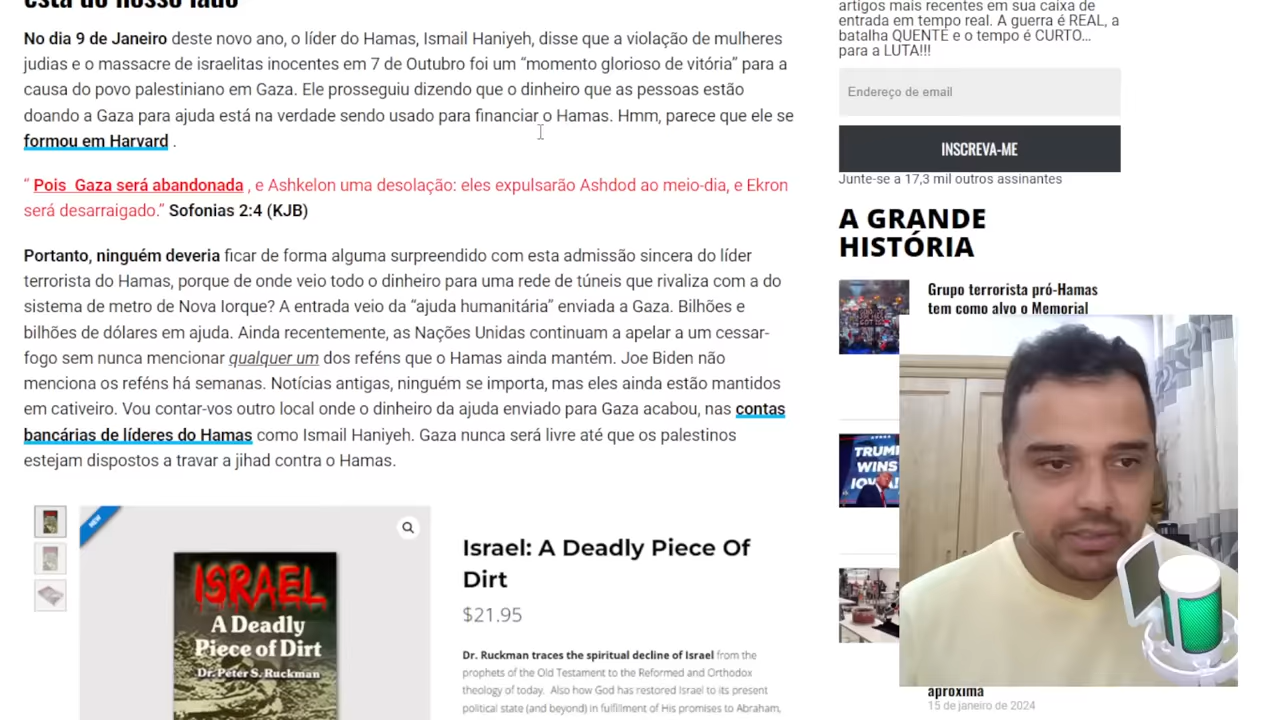 está do nosso lado
No dia 9 de Janeiro deste novo ano, o líder do Hamas, Ismail Haniyeh, disse que a violação de mulheres
judias e o massacre de israelitas inocentes em 7 de Outubro foi um “momento glorioso de vitória” para a
causa do povo palestiniano em Gaza. Ele prosseguiu dizendo que o dinheiro que as pessoas estão
doando a Gaza para ajuda está na verdade sendo usado para financiar o Hamas. Hmm, parece que ele se
formou em Harvard .
“ Pois Gaza será abandonada , e Ashkelon uma desolação: eles expulsarão Ashdod ao meio-dia, e Ekron
será desarraigado.” Sofonias 2:4 (KJB)
Portanto, ninguém deveria ficar de forma alguma surpreendido com esta admissão sincera do líder
terrorista do Hamas, porque de onde veio todo o dinheiro para uma rede de túneis que rivaliza com a do
sistema de metro de Nova Iorque? A entrada veio da “ajuda humanitária” enviada a Gaza. Bilhões e
bilhões de dólares em ajuda. Ainda recentemente, as Nações Unidas continuam a apelar a um cessar-
fogo sem nunca mencionar qualquer um dos reféns que o Hamas ainda mantém. Joe Biden não
menciona os reféns há semanas. Notícias antigas, ninguém se importa, mas eles ainda estão mantidos
em cativeiro. Vou contar-vos outro local onde o dinheiro da ajuda enviado para Gaza acabou, nas contas
bancárias de líderes do Hamas como Ismail Haniyeh. Gaza nunca será livre até que os palestinos
estejam dispostos a travar a jihad contra o Hamas.
NEW
ISRAEL
A Deadly
Piece of Dirt
Dr. Peter S. Ruckman
Israel: A Deadly Piece Of
Dirt
$21.95
Dr. Ruckman traces the spiritual decline of Israel from the
prophets of the Old Testament to the Reformed and Orthodox
theology of today. Also how God has restored Israel to its present
political state (and beyond) in fulfillment of His promises to Abraham,
artigos mais recentes em sua caixa de
entrada em tempo real. A guerra é REAL, a
batalha QUENTE e o tempo é CURTO...
para a LUTA!!!
Endereço de email
INSCREVA-ME
Junte-se a 17,3 mil outros assinantes
A GRANDE
HISTÓRIA
Grupo terrorista pró-Hamas
tem como alvo o Memorial
TRUMP
WINS
IOWA!
aproxima
15 de janeiro de 2024